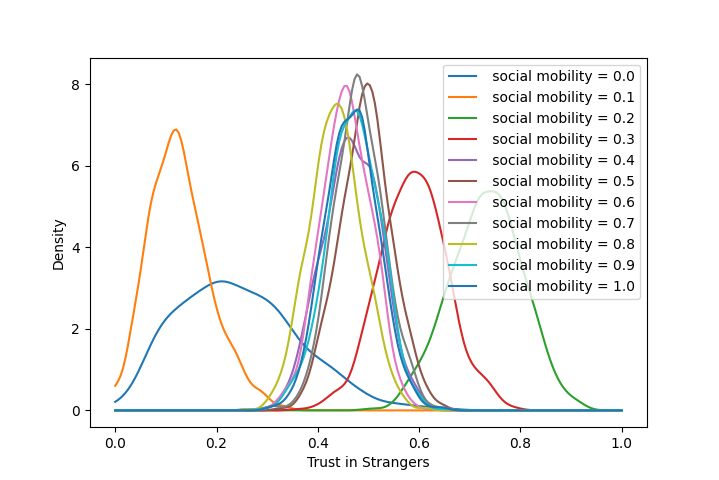 8
6
4
2
0
Density
0.0
0.2
0.4
0.6
0.8
1.0
Trust in Strangers
social mobility = 0.0
social mobility = 0.1
social mobility = 0.2
social mobility = 0.3
social mobility = 0.4
social mobility = 0.5
social mobility = 0.6
social mobility = 0.7
social mobility = 0.8
social mobility = 0.9
social mobility = 1.0